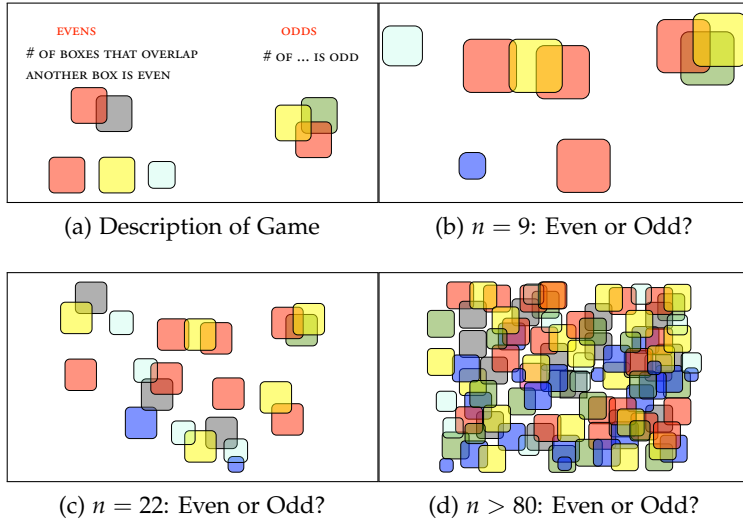 EVENS
# OF BOXES THAT OVERLAP
ANOTHER BOX IS EVEN
ODDS
# OF ... IS ODD
(a) Description of Game
(b) n = 9: Even or Odd?
(c) n = 22: Even or Odd?
(d) n > 80: Even or Odd?